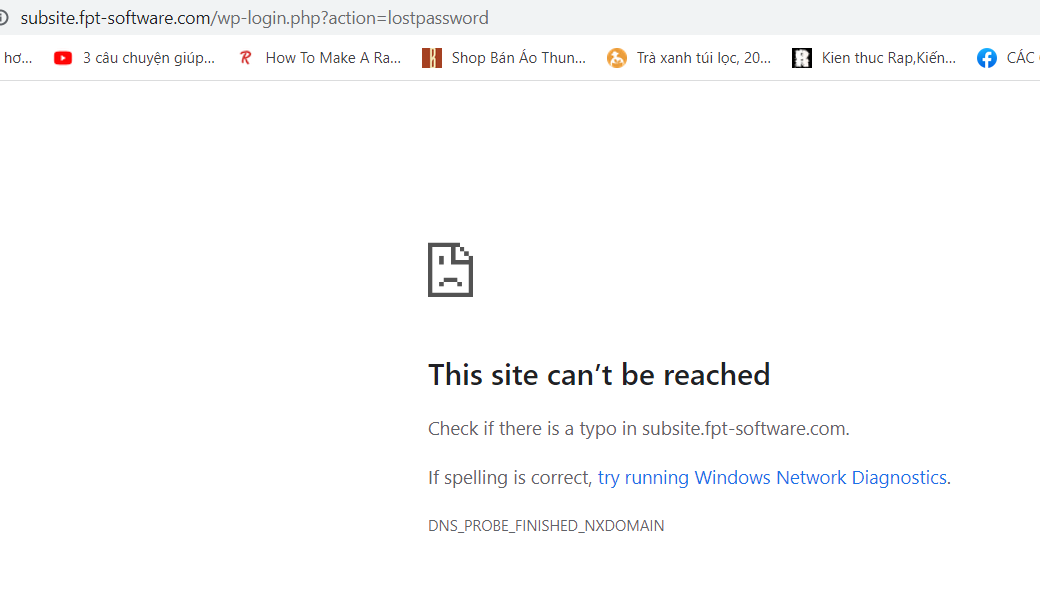 subsite.fpt-software.com/wp-login.php?action=lostpassword
hơ... 3 câu chuyện giúp... How To Make A Ra... Shop Bán Áo Thun... Trà xanh túi lọc, 20... Kien thuc Rap,Kiến... CÁC
This site can’t be reached
Check if there is a typo in subsite.fpt-software.com.
If spelling is correct, try running Windows Network Diagnostics.
DNS_PROBE_FINISHED_NXDOMAIN